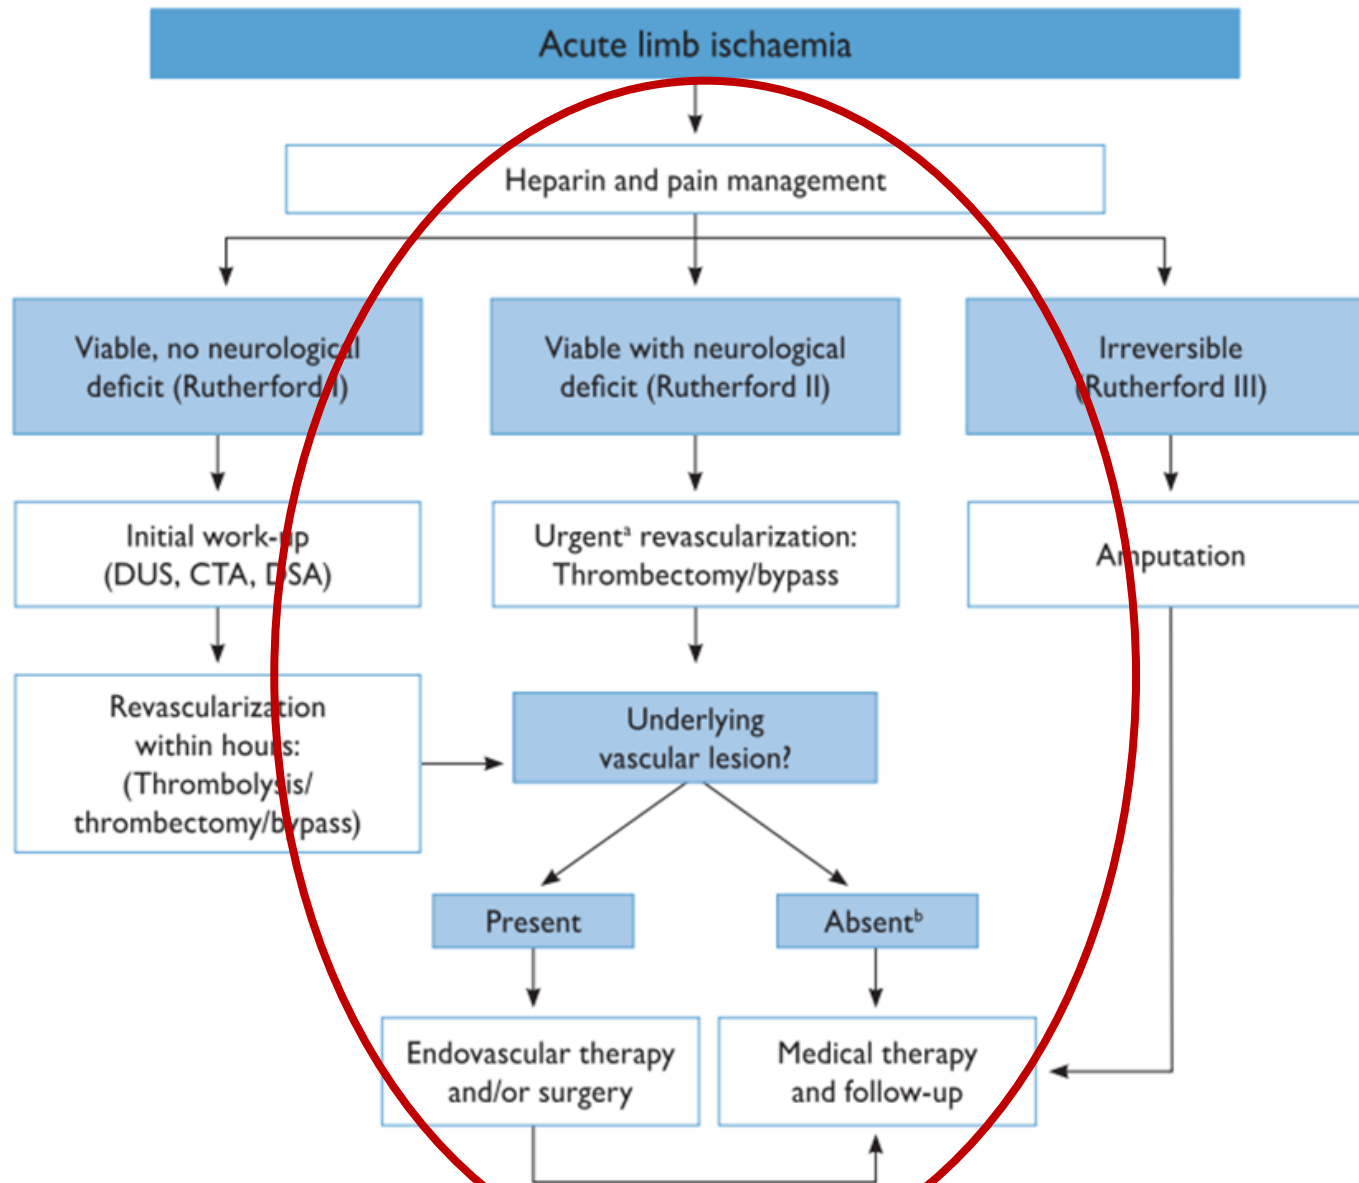 Acute limb ischaemia
Heparin and pain management
Viable, no neurological
deficit (Rutherford I)
Viable with neurological
deficit (Rutherford II)
Irreversible
(Rutherford III)
Initial work-up
(DUS, CTA, DSA)
Urgentᵃ revascularization:
Thrombectomy/bypass
Amputation
Revascularization
within hours:
(Thrombolysis/
thrombectomy/bypass)
Underlying
vascular lesion?
Present
Absentᵇ
Endovascular therapy
and/or surgery
Medical therapy
and follow-up